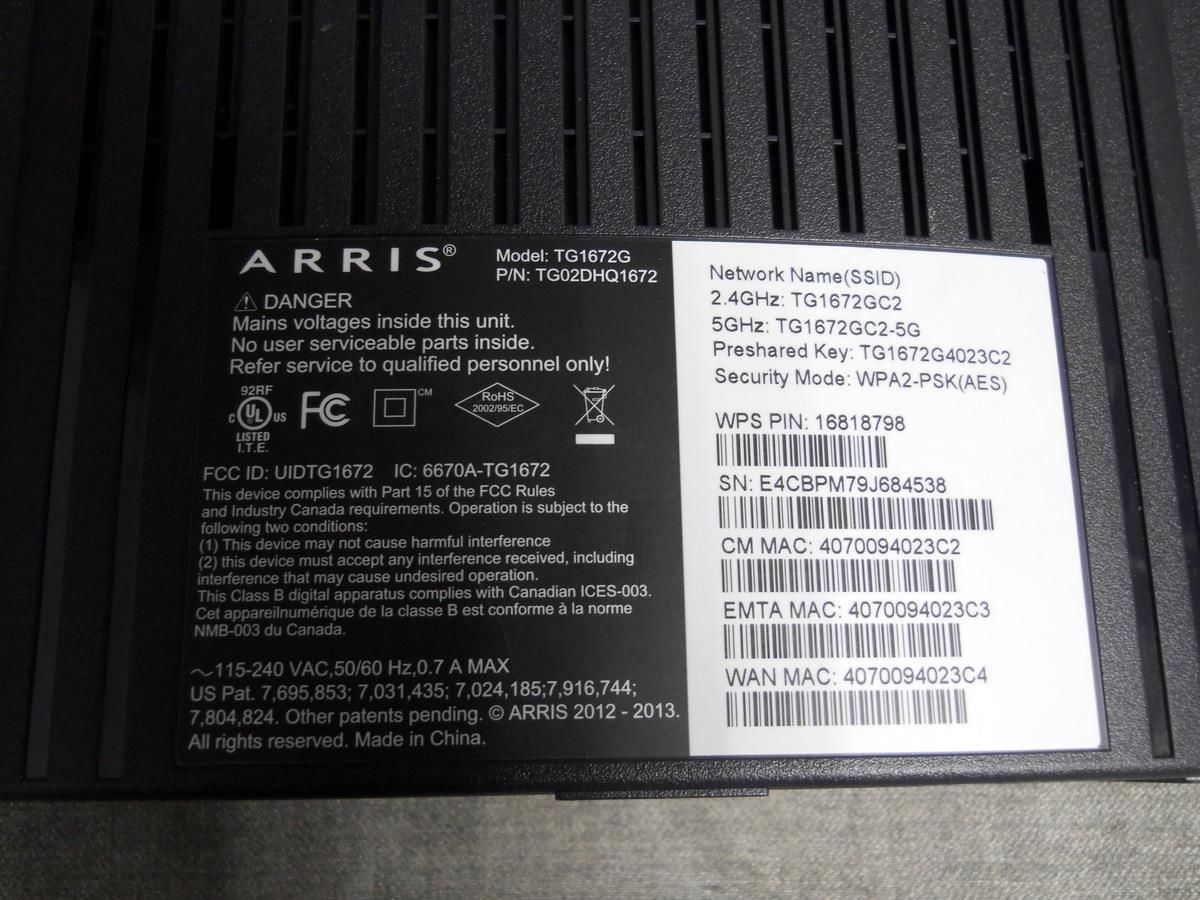 ARRIS®
Model: TG1672G
P/N: TG02DHQ1672
DANGER
Mains voltages inside this unit.
No user serviceable parts inside.
Refer service to qualified personnel only!
92RF
c UL US
LISTED
I.T.E.
FC
CM
RoHS
2002/95/EC
FCC ID: UIDTG1672 IC: 6670A-TG1672
This device complies with Part 15 of the FCC Rules
and Industry Canada requirements. Operation is subject to the
following two conditions:
(1) This device may not cause harmful interference
(2) this device must accept any interference received, including
interference that may cause undesired operation.
This Class B digital apparatus complies with Canadian ICES-003.
Cet appareilnumérique de la classe B est conforme à la norme
NMB-003 du Canada.
~115-240 VAC,50/60 Hz,0.7 A MAX
US Pat. 7,695,853; 7,031,435; 7,024,185;7,916,744;
7,804,824. Other patents pending. © ARRIS 2012 - 2013.
All rights reserved. Made in China.
Network Name(SSID)
2.4GHz: TG1672GC2
5GHz: TG1672GC2-5G
Preshared Key: TG1672G4023C2
Security Mode: WPA2-PSK(AES)
WPS PIN: 16818798
SN: E4CBPM79J684538
CM MAC: 4070094023C2
EMTA MAC: 4070094023C3
WAN MAC: 4070094023C4